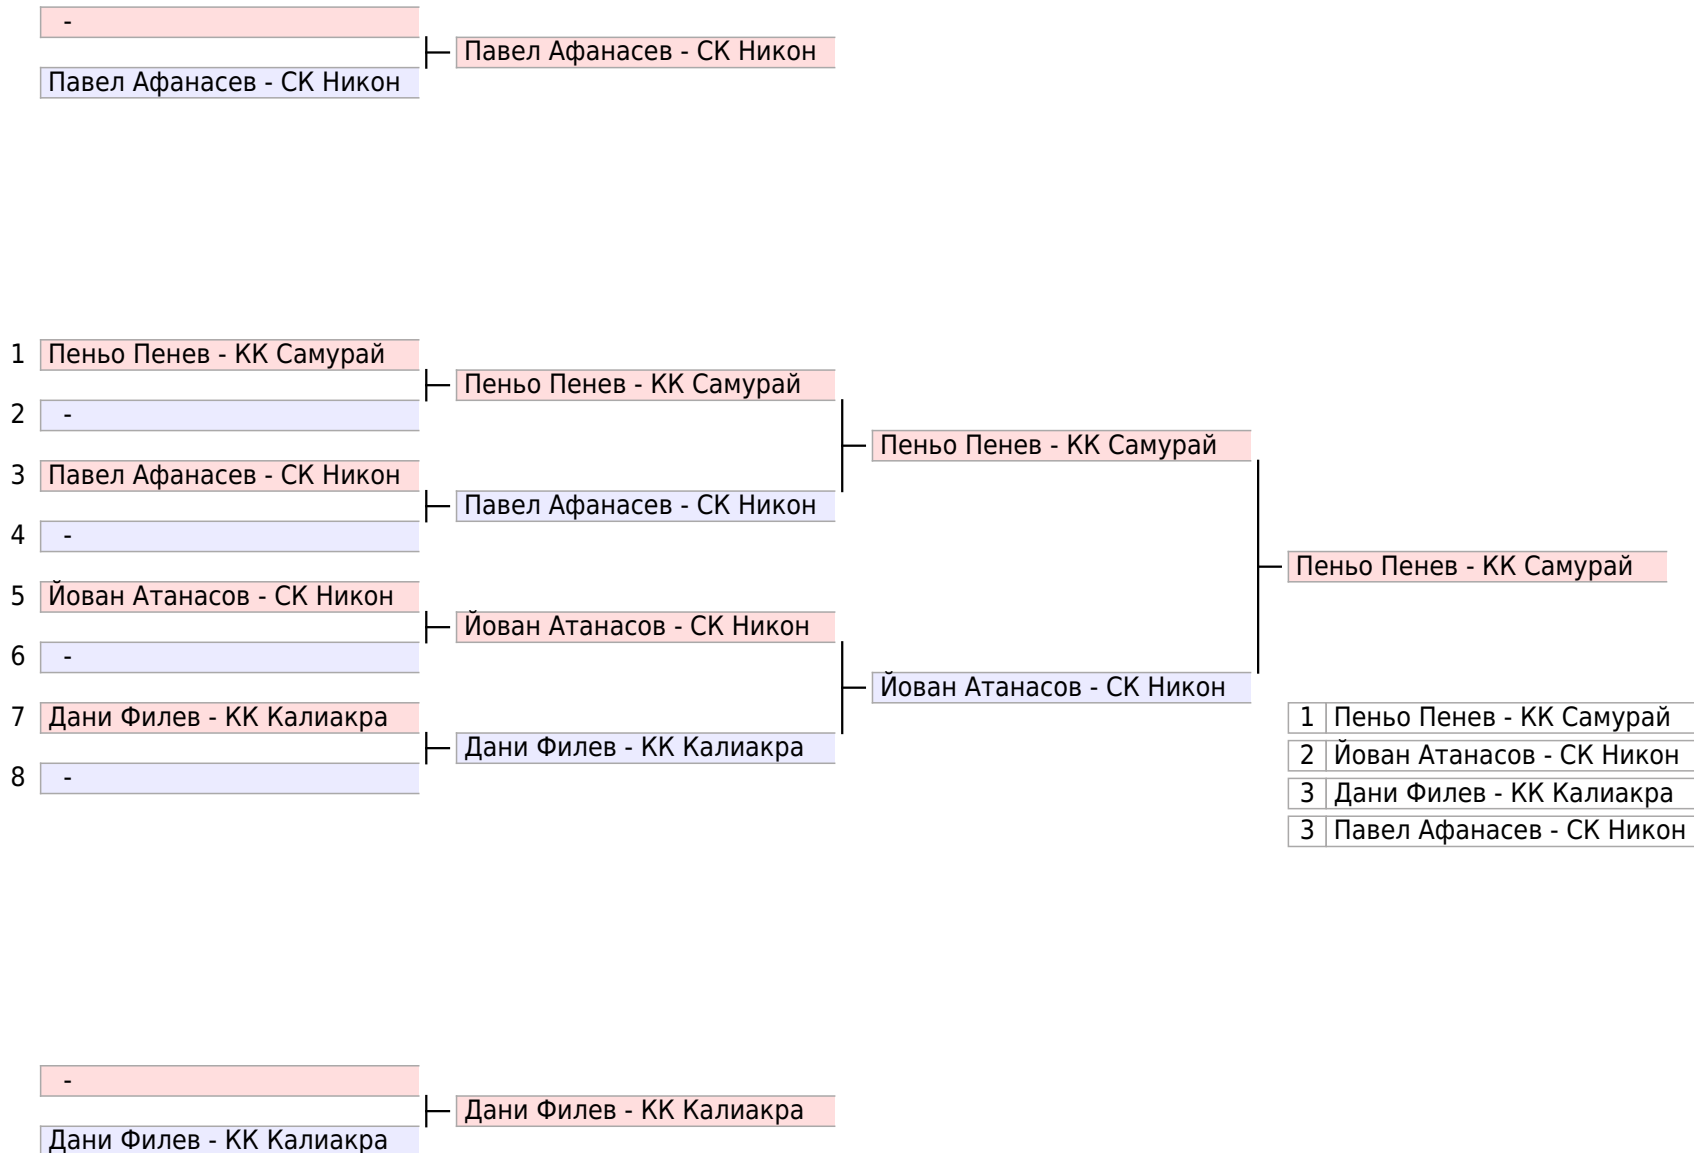 -
Павел Афанасев - СК Никон
Павел Афанасев - СК Никон
1 Пеньо Пенев - КК Самурай
Пеньо Пенев - КК Самурай
2 -
Пеньо Пенев - КК Самурай
3 Павел Афанасев - СК Никон
Павел Афанасев - СК Никон
4 -
Пеньо Пенев - КК Самурай
5 Йован Атанасов - СК Никон
Йован Атанасов - СК Никон
6 -
Йован Атанасов - СК Никон
7 Дани Филев - КК Калиакра
Дани Филев - КК Калиакра
8 -
1 Пеньо Пенев - КК Самурай
2 Йован Атанасов - СК Никон
3 Дани Филев - КК Калиакра
3 Павел Афанасев - СК Никон
-
Дани Филев - КК Калиакра
Дани Филев - КК Калиакра